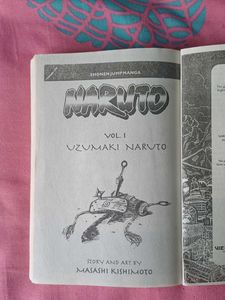 SHONEN JUMP MANGA
NARUTO
VOL. 1
UZUMAKI NARUTO
STORY AND ART BY
MASASHI KISHIMOTO